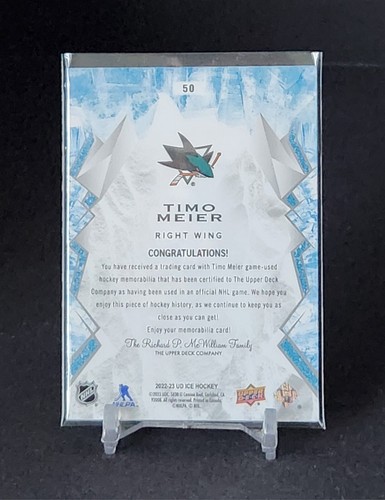 50
TIMO
MEIER
RIGHT WING
CONGRATULATIONS!
You have received a trading card with Timo Meier game-used
hockey memorabilia that has been certified to The Upper Deck
Company as having been used in an official NHL game. We hope you
enjoy this piece of hockey history, as we continue to keep you as
close as you can get!
Enjoy your memorabilia card!
The Richard P. McWilliam Family
THE UPPER DECK COMPANY
2022-23 UD ICE HOCKEY
NHLPA